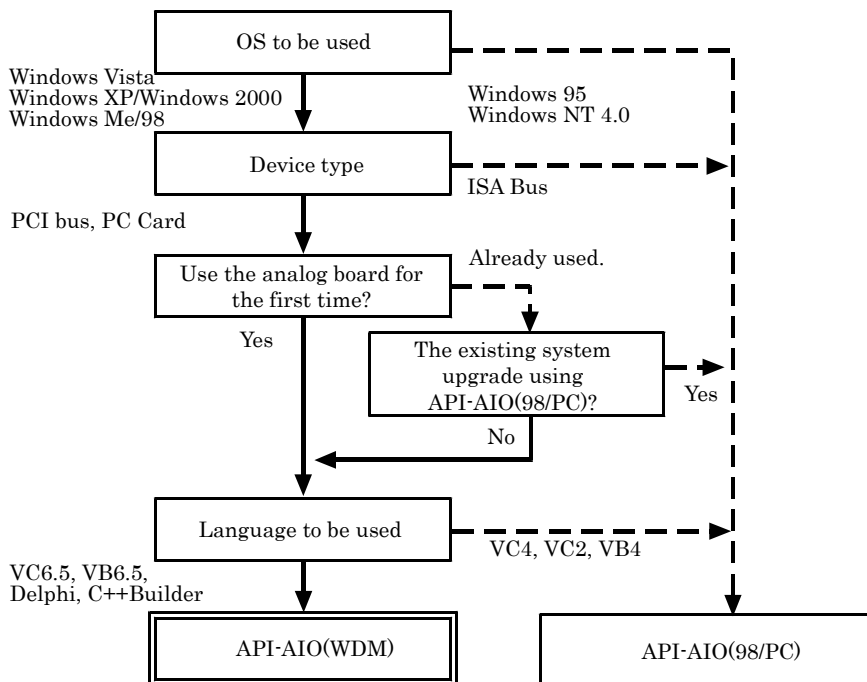 OS to be used
Windows Vista
Windows XP/Windows 2000
Windows Me/98
Windows 95
Windows NT 4.0
Device type
ISA Bus
PCI bus, PC Card
Use the analog board for
the first time?
Already used.
Yes
The existing system
upgrade using
API-AIO(98/PC)?
Yes
No
Language to be used
VC4, VC2, VB4
VC6.5, VB6.5,
Delphi, C++Builder
API-AIO(WDM)
API-AIO(98/PC)